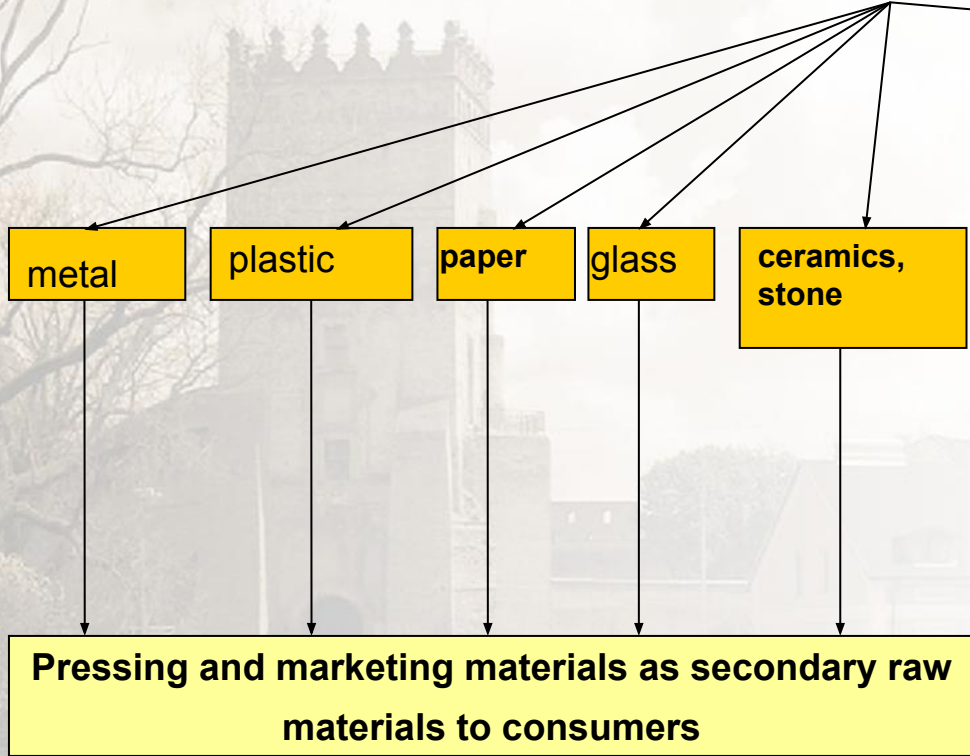 metal
plastic
paper
glass
ceramics,
stone
Pressing and marketing materials as secondary raw
materials to consumers